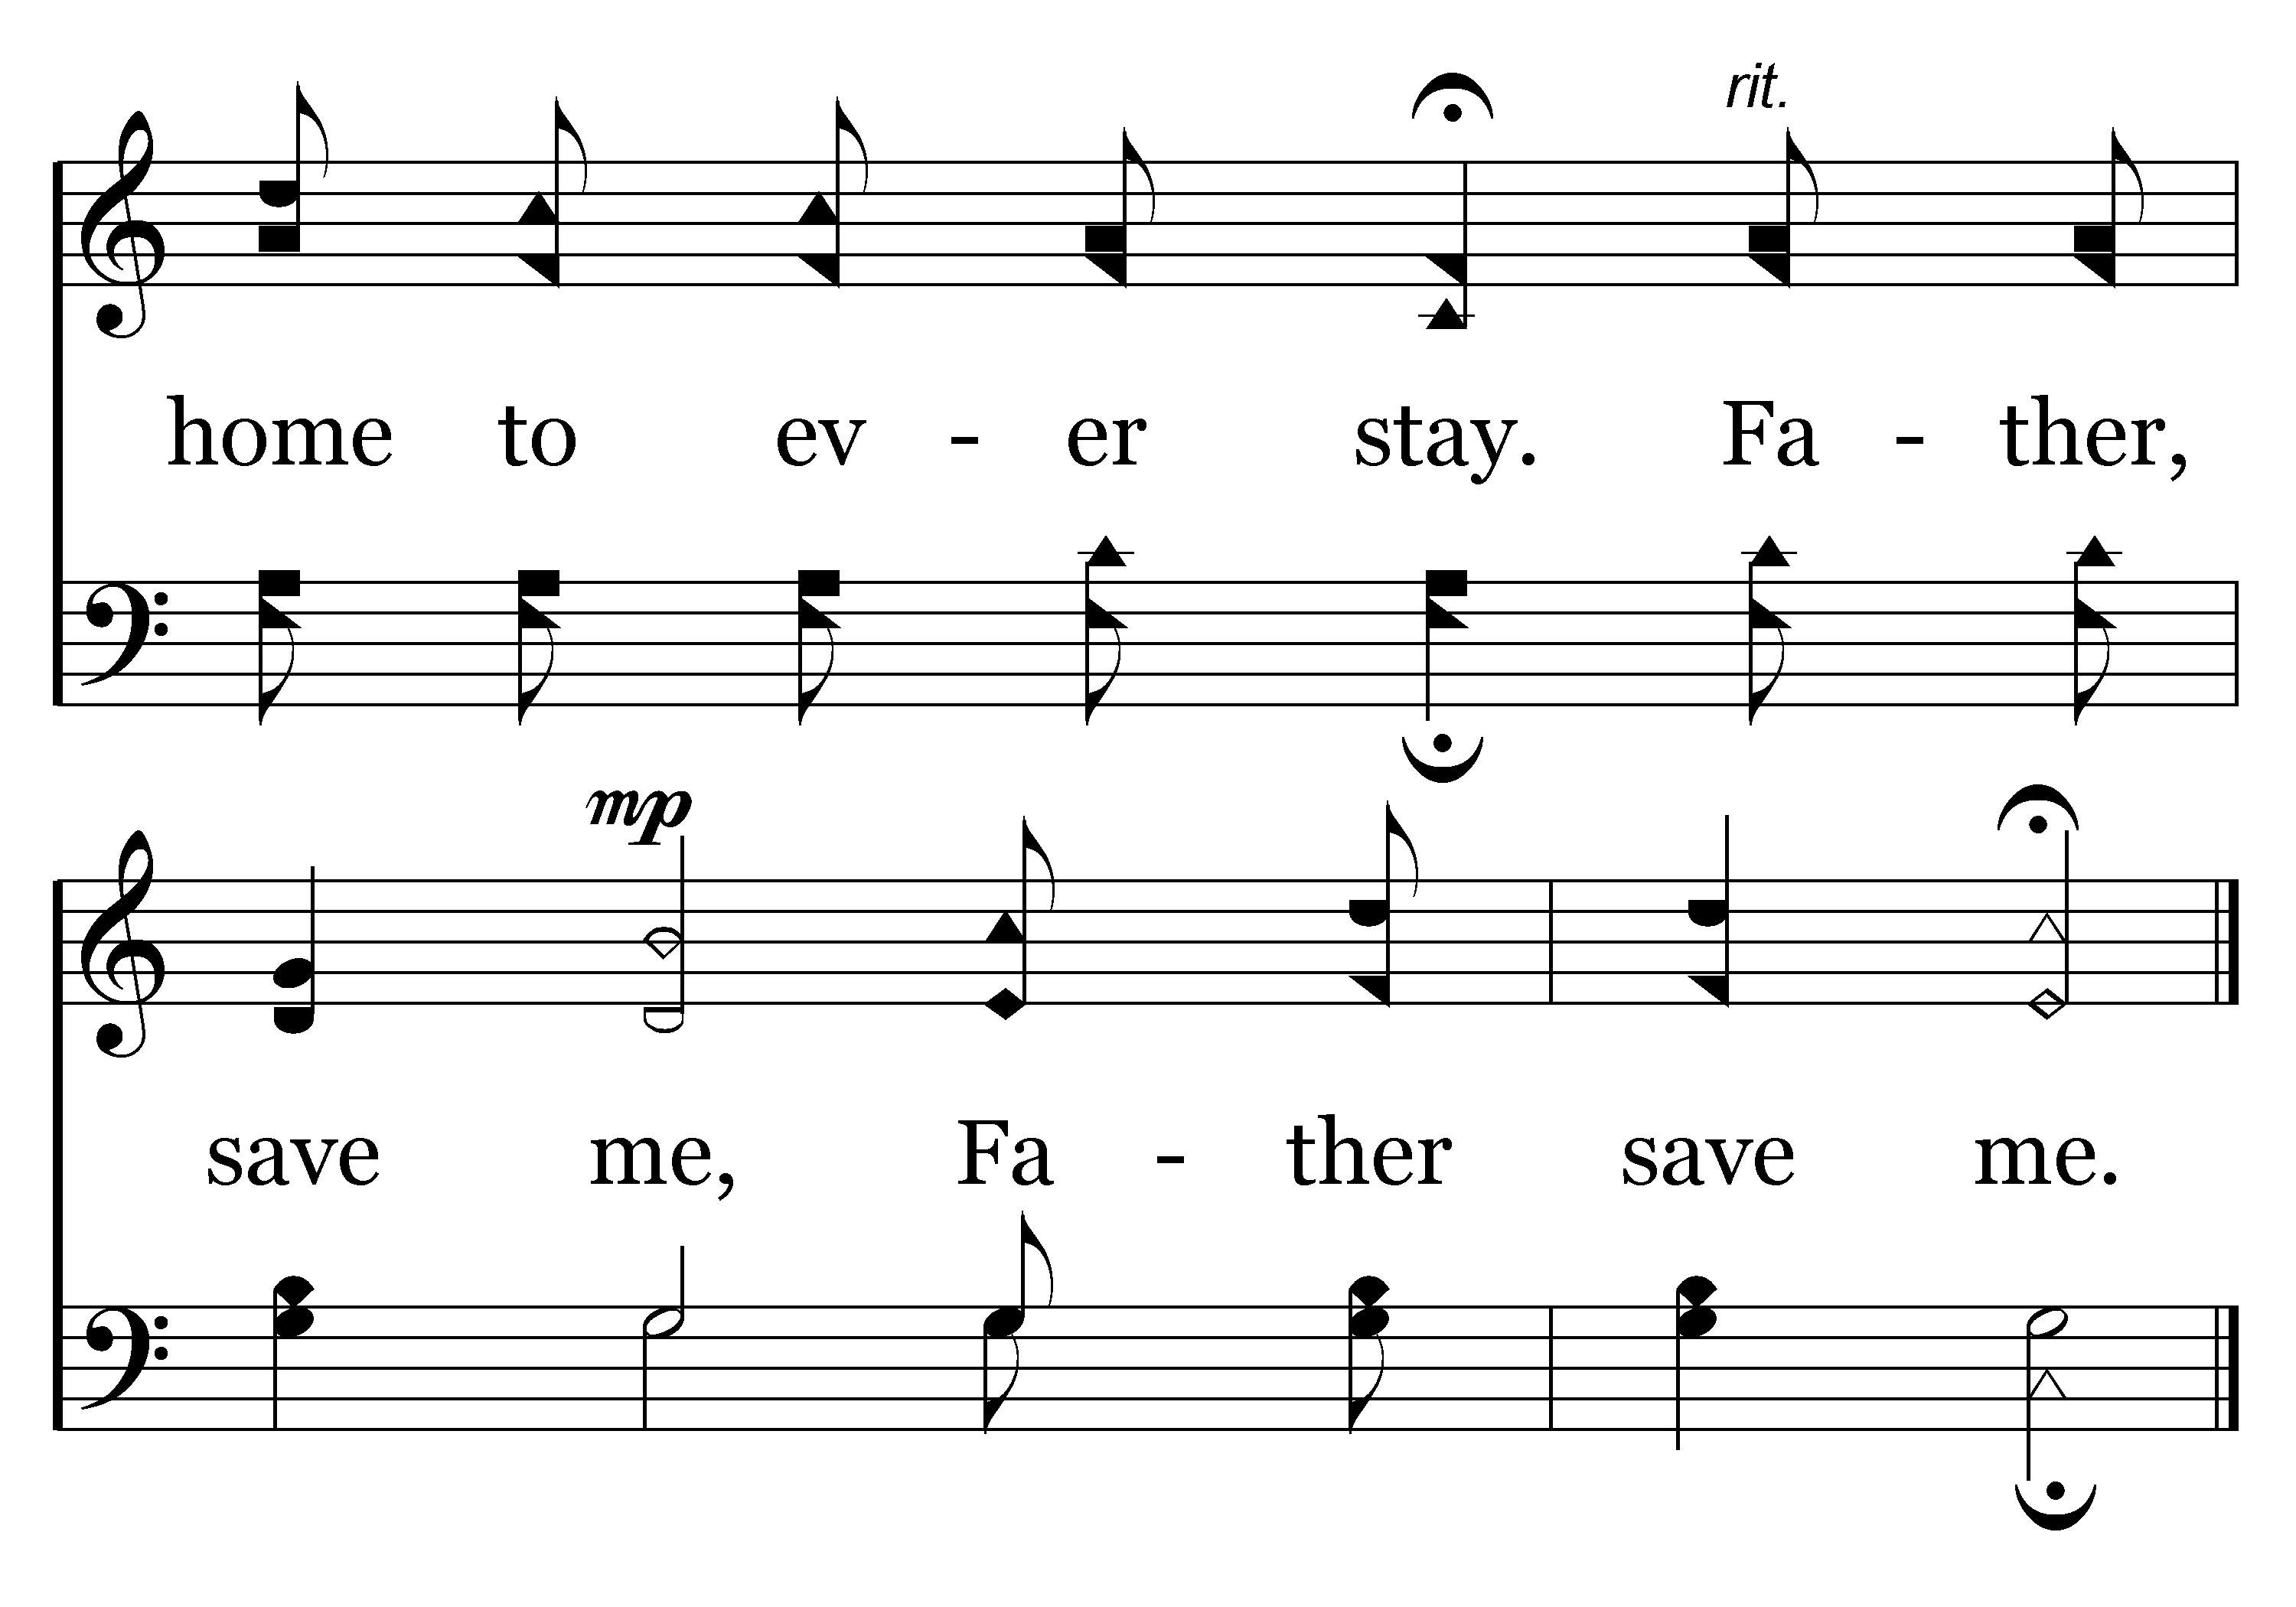 rit.
home to ev - er stay. Fa - ther,
mp
save me, Fa - ther save me.